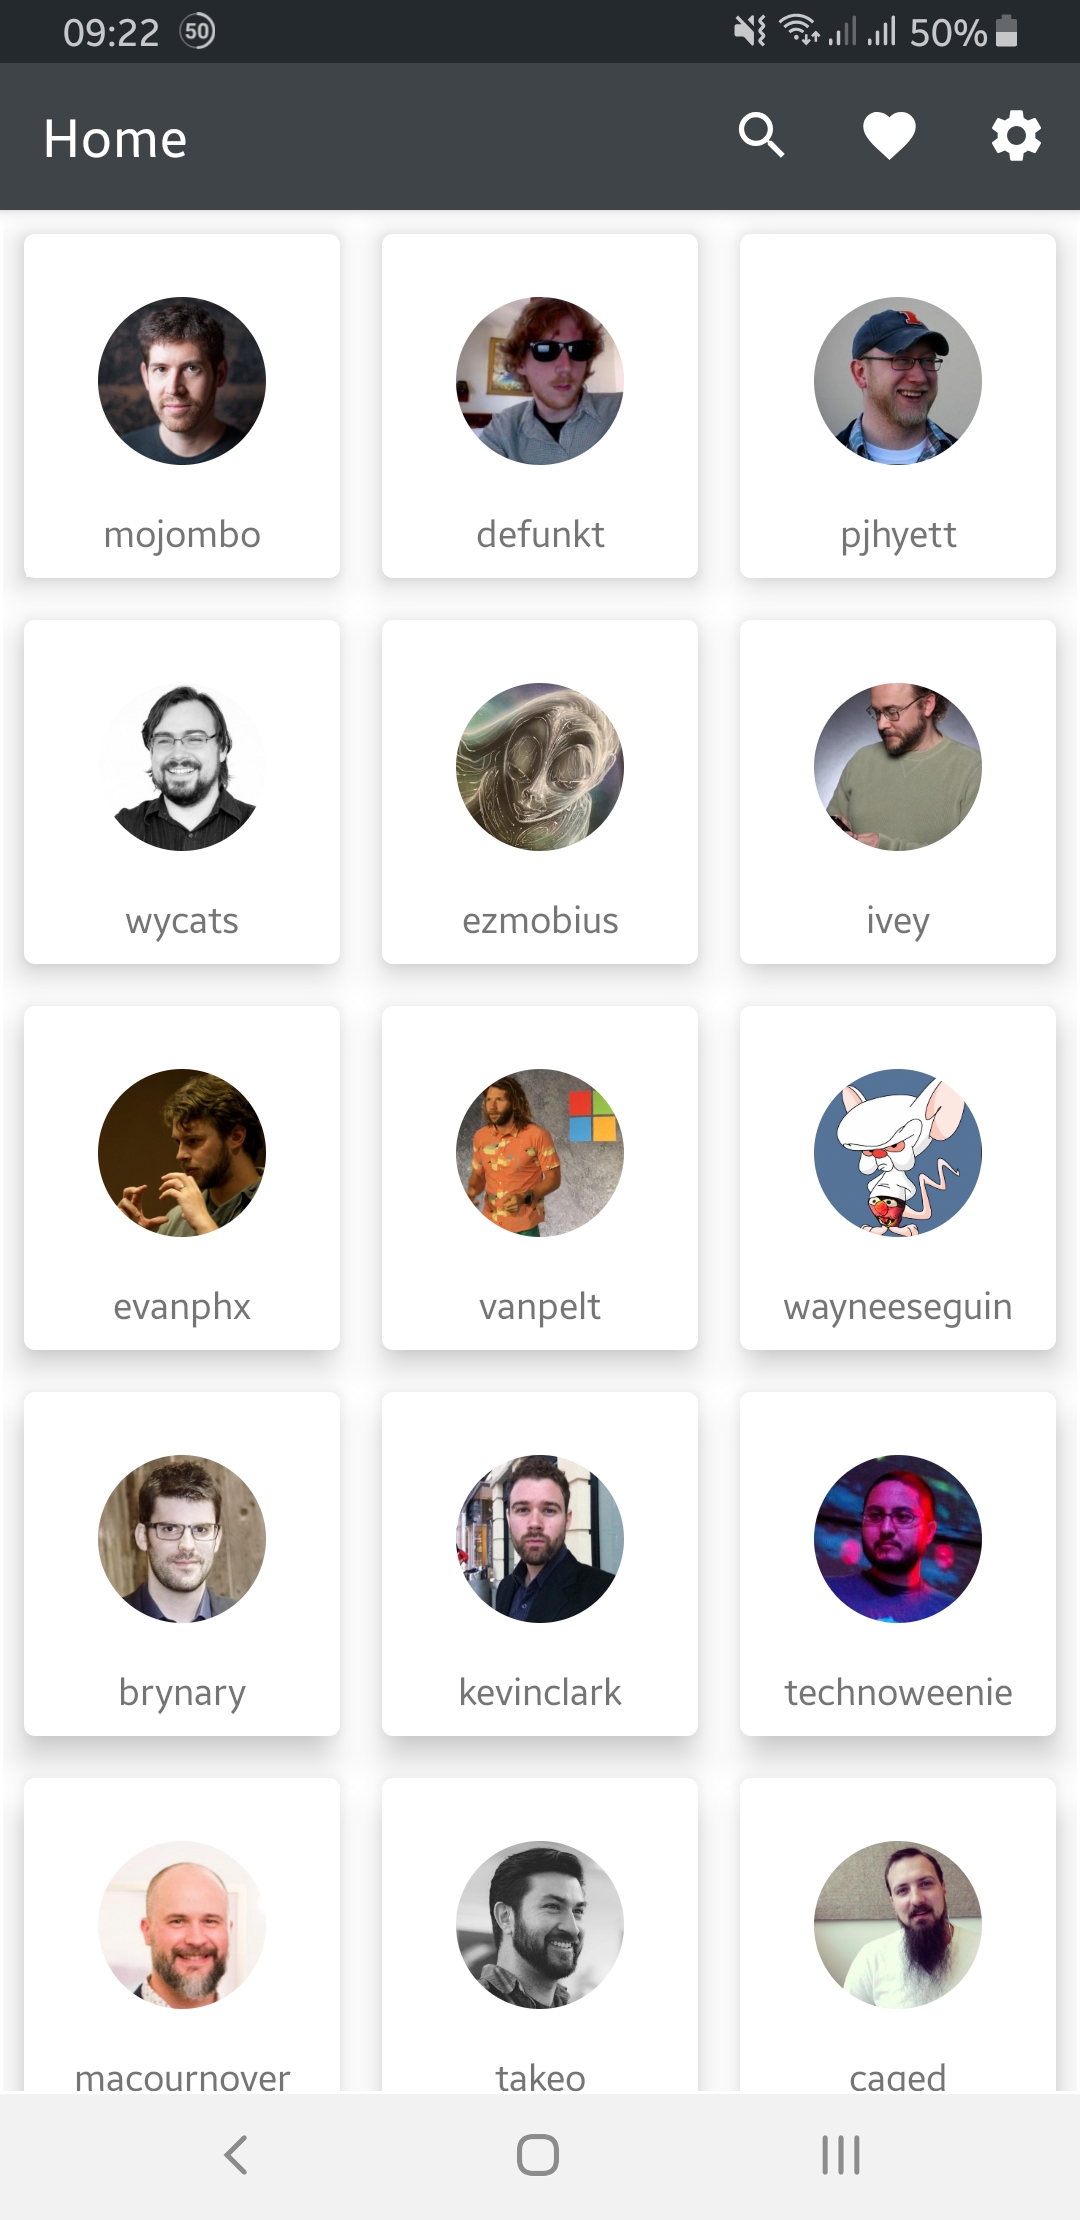 09:22 50 50%
Home
mojombo defunkt pjhyett
wycats ezmobius ivey
evanphx vanpelt wayneeseguin
brynary kevinclark technoweenie
macournover takeo caged